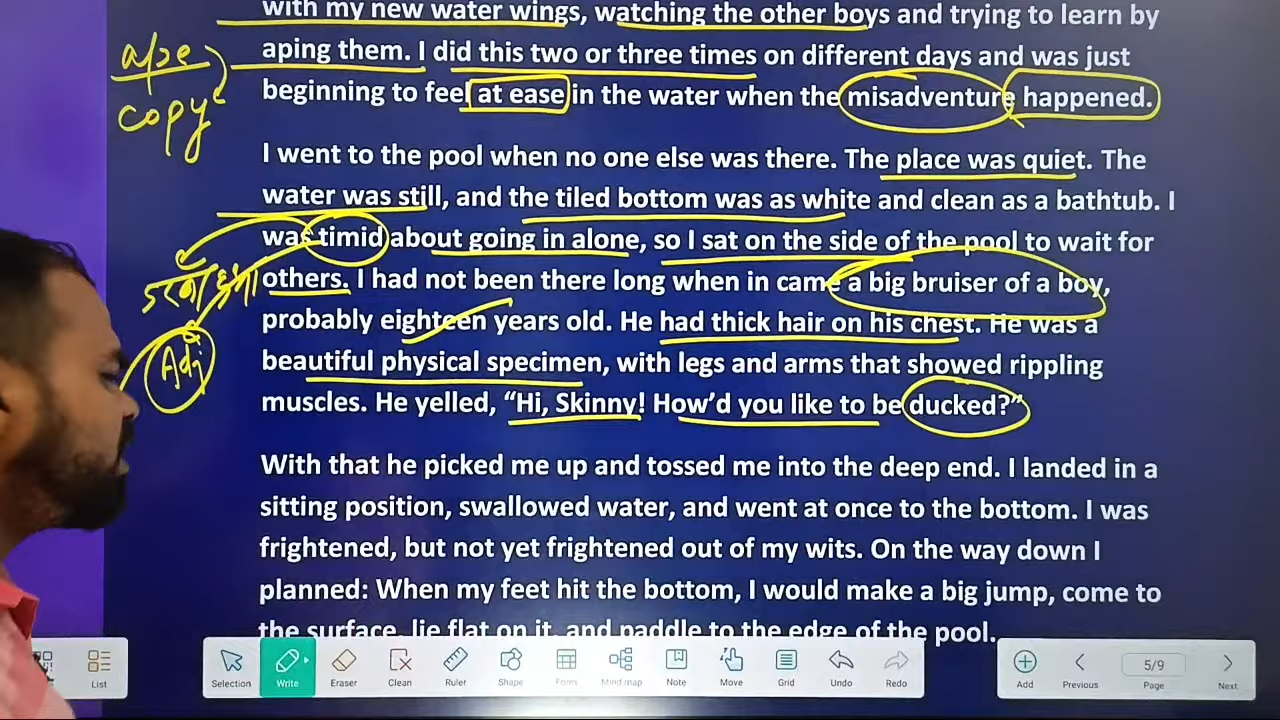 with my new water wings, watching the other boys and trying to learn by
aping them. I did this two or three times on different days and was just
beginning to feel at ease in the water when the misadventure happened.
ape
copy
I went to the pool when no one else was there. The place was quiet. The
water was still, and the tiled bottom was as white and clean as a bathtub. I
was timid about going in alone, so I sat on the side of the pool to wait for
others. I had not been there long when in came a big bruiser of a boy,
probably eighteen years old. He had thick hair on his chest. He was a
beautiful physical specimen, with legs and arms that showed rippling
muscles. He yelled, “Hi, Skinny! How’d you like to be ducked?”
डरा हुआ
Adj
With that he picked me up and tossed me into the deep end. I landed in a
sitting position, swallowed water, and went at once to the bottom. I was
frightened, but not yet frightened out of my wits. On the way down I
planned: When my feet hit the bottom, I would make a big jump, come to
the surface, lie flat on it, and paddle to the edge of the pool.
List
Selection Write Eraser Clean Ruler Shape Form Mind map Note Move Grid Undo Redo
5/9
Add Previous Page Next